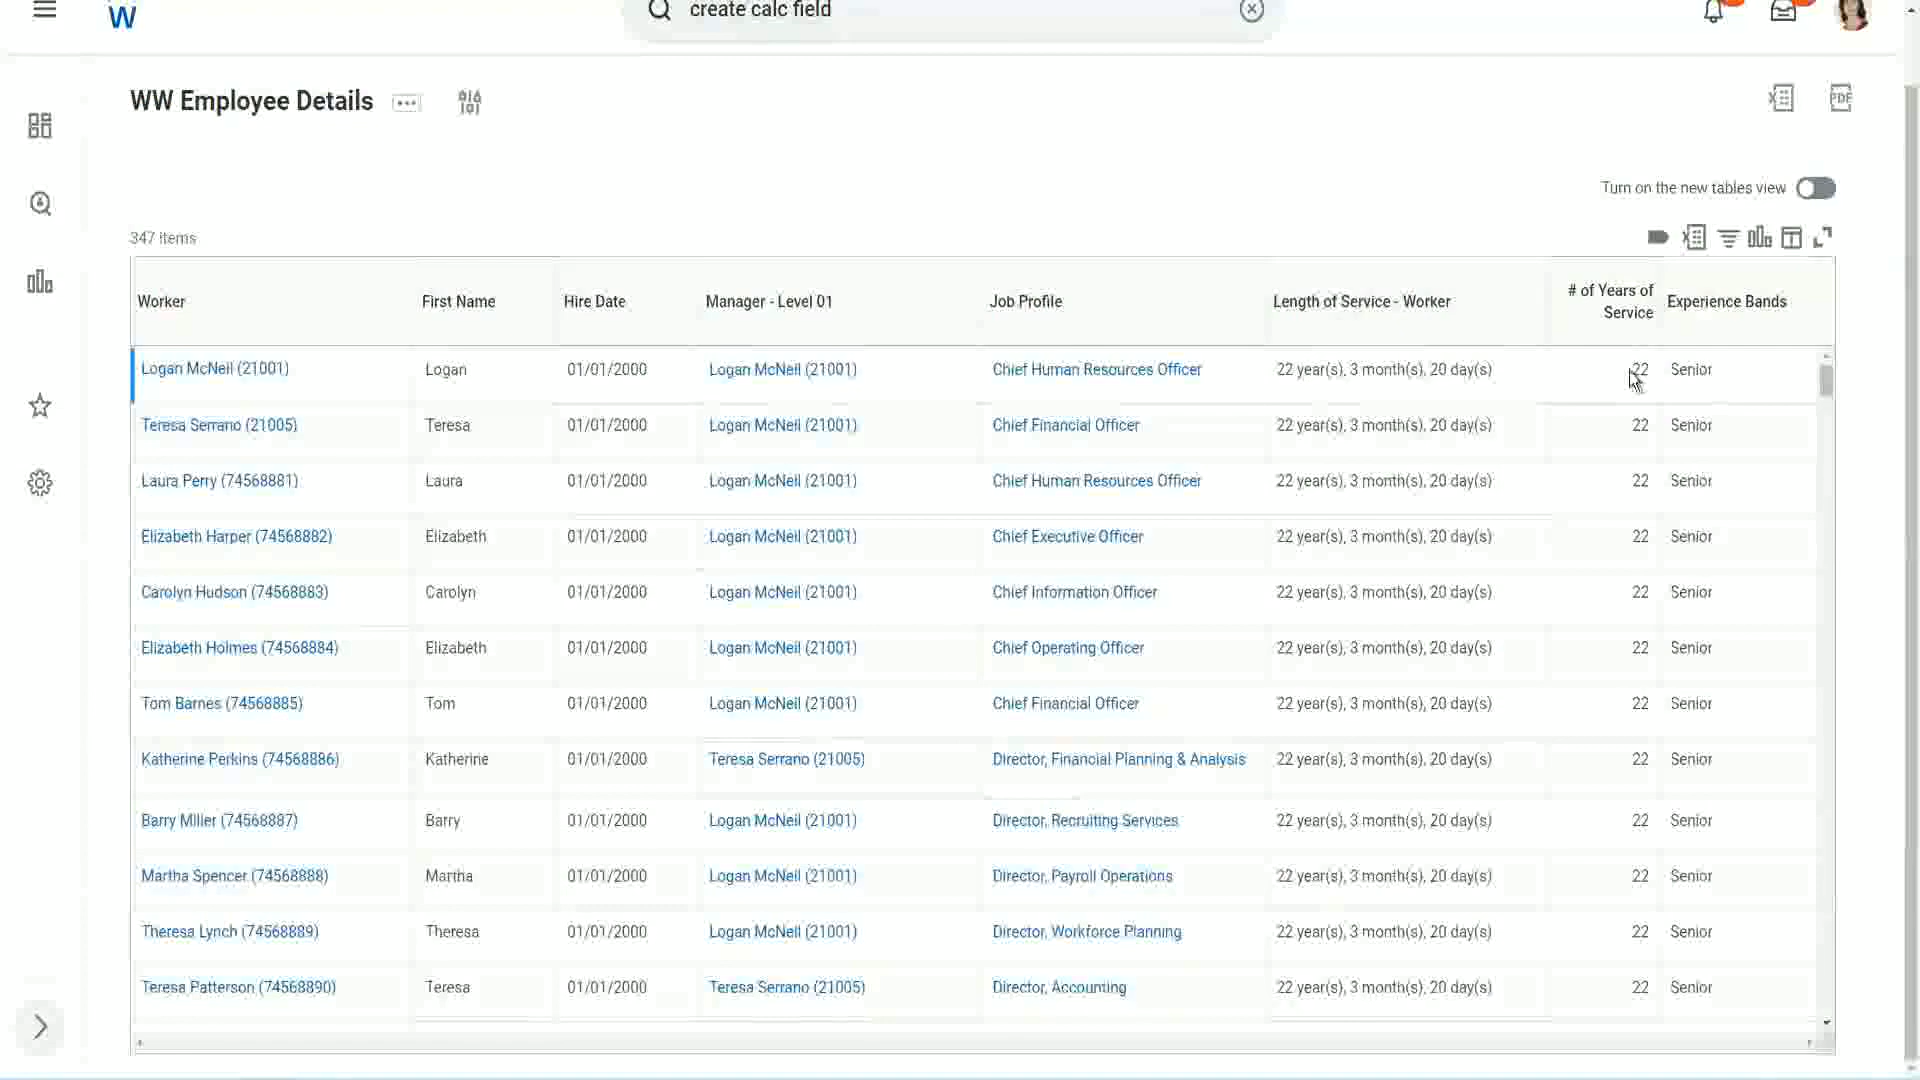 W
create calc field
WW Employee Details
PDF
Turn on the new tables view
347 items
Worker First Name Hire Date Manager - Level 01 Job Profile Length of Service - Worker # of Years of Service Experience Bands
Logan McNeil (21001) Logan 01/01/2000 Logan McNeil (21001) Chief Human Resources Officer 22 year(s), 3 month(s), 20 day(s) 22 Senior
Teresa Serrano (21005) Teresa 01/01/2000 Logan McNeil (21001) Chief Financial Officer 22 year(s), 3 month(s), 20 day(s) 22 Senior
Laura Perry (74568881) Laura 01/01/2000 Logan McNeil (21001) Chief Human Resources Officer 22 year(s), 3 month(s), 20 day(s) 22 Senior
Elizabeth Harper (74568882) Elizabeth 01/01/2000 Logan McNeil (21001) Chief Executive Officer 22 year(s), 3 month(s), 20 day(s) 22 Senior
Carolyn Hudson (74568883) Carolyn 01/01/2000 Logan McNeil (21001) Chief Information Officer 22 year(s), 3 month(s), 20 day(s) 22 Senior
Elizabeth Holmes (74568884) Elizabeth 01/01/2000 Logan McNeil (21001) Chief Operating Officer 22 year(s), 3 month(s), 20 day(s) 22 Senior
Tom Barnes (74568885) Tom 01/01/2000 Logan McNeil (21001) Chief Financial Officer 22 year(s), 3 month(s), 20 day(s) 22 Senior
Katherine Perkins (74568886) Katherine 01/01/2000 Teresa Serrano (21005) Director, Financial Planning & Analysis 22 year(s), 3 month(s), 20 day(s) 22 Senior
Barry Miller (74568887) Barry 01/01/2000 Logan McNeil (21001) Director, Recruiting Services 22 year(s), 3 month(s), 20 day(s) 22 Senior
Martha Spencer (74568888) Martha 01/01/2000 Logan McNeil (21001) Director, Payroll Operations 22 year(s), 3 month(s), 20 day(s) 22 Senior
Theresa Lynch (74568889) Theresa 01/01/2000 Logan McNeil (21001) Director, Workforce Planning 22 year(s), 3 month(s), 20 day(s) 22 Senior
Teresa Patterson (74568890) Teresa 01/01/2000 Teresa Serrano (21005) Director, Accounting 22 year(s), 3 month(s), 20 day(s) 22 Senior